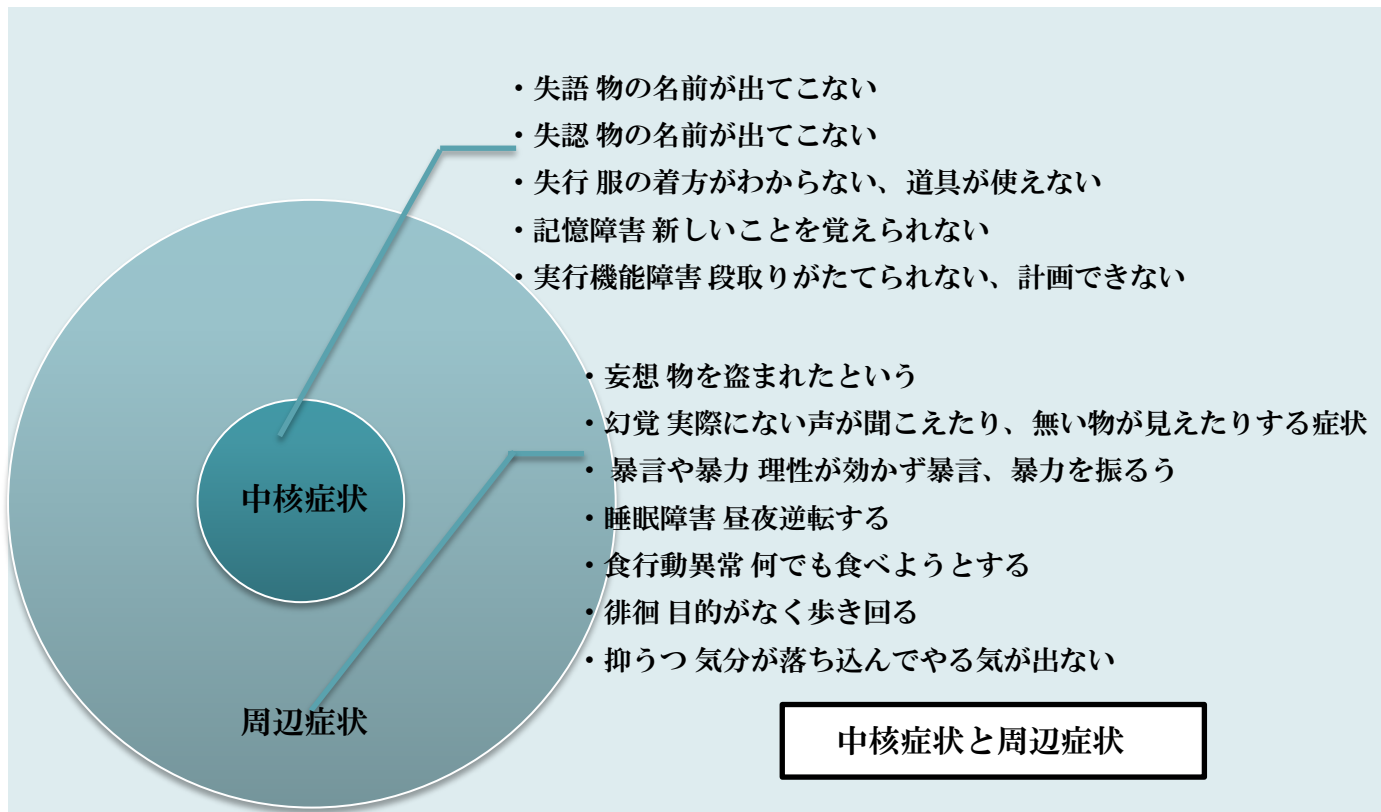 ・失語 物の名前が出てこない
・失認 物の名前が出てこない
・失行 服の着方がわからない、道具が使えない
・記憶障害 新しいことを覚えられない
・実行機能障害 段取りがたてられない、計画できない
・妄想 物を盗まれたという
・幻覚 実際にない声が聞こえたり、無い物が見えたりする症状
・ 暴言や暴力 理性が効かず暴言、暴力を振るう
・睡眠障害 昼夜逆転する
・食行動異常 何でも食べようとする
・徘徊 目的がなく歩き回る
・抑うつ 気分が落ち込んでやる気が出ない
中核症状
周辺症状
中核症状と周辺症状